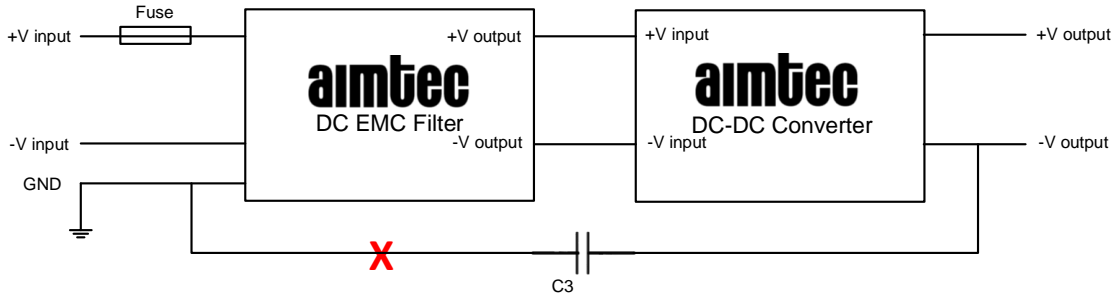 Fuse
+V input
+V output
+V input
+V output
aimtec
DC EMC Filter
aimtec
DC-DC Converter
-V input
-V output
-V input
-V output
GND
X
C3